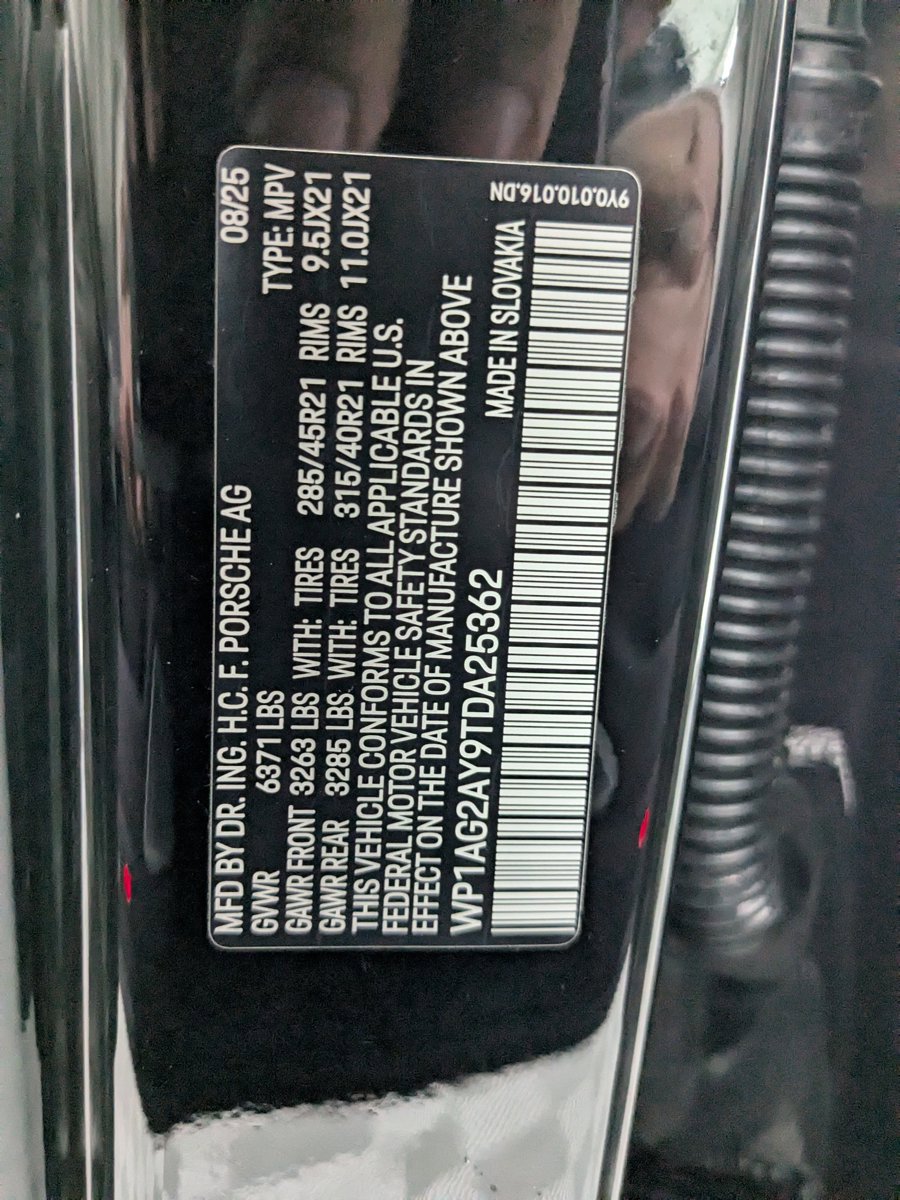 MFD BY DR. ING. H.C. F. PORSCHE AG 08/25
GVWR 6371 LBS TYPE: MPV
GAWR FRONT 3263 LBS WITH: TIRES 285/45R21 RIMS 9.5JX21
GAWR REAR 3285 LBS WITH: TIRES 315/40R21 RIMS 11.0JX21
THIS VEHICLE CONFORMS TO ALL APPLICABLE U.S.
FEDERAL MOTOR VEHICLE SAFETY STANDARDS IN
EFFECT ON THE DATE OF MANUFACTURE SHOWN ABOVE
WP1AG2AY9TDA25362
MADE IN SLOVAKIA
9Y0.010.016.DN